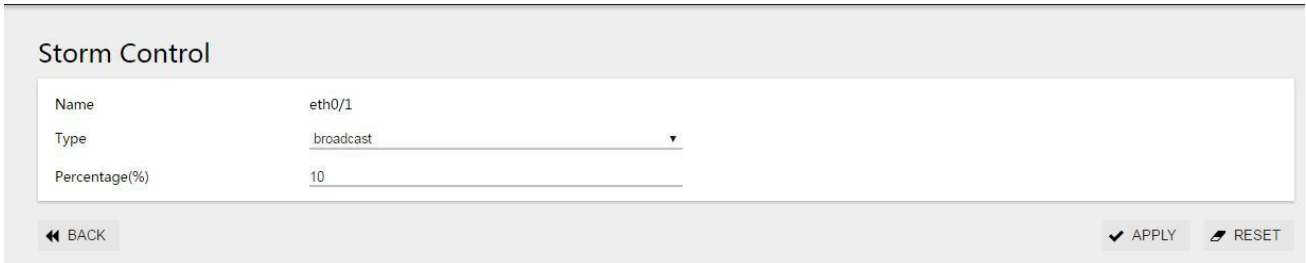 Storm Control
Name eth0/1
Type broadcast
Percentage(%) 10
BACK APPLY RESET